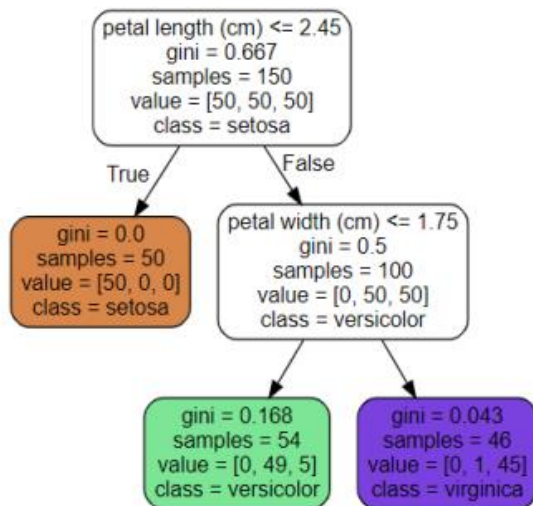 petal length (cm) <= 2.45
gini = 0.667
samples = 150
value = [50, 50, 50]
class = setosa
True
False
gini = 0.0
samples = 50
value = [50, 0, 0]
class = setosa
petal width (cm) <= 1.75
gini = 0.5
samples = 100
value = [0, 50, 50]
class = versicolor
gini = 0.168
samples = 54
value = [0, 49, 5]
class = versicolor
gini = 0.043
samples = 46
value = [0, 1, 45]
class = virginica